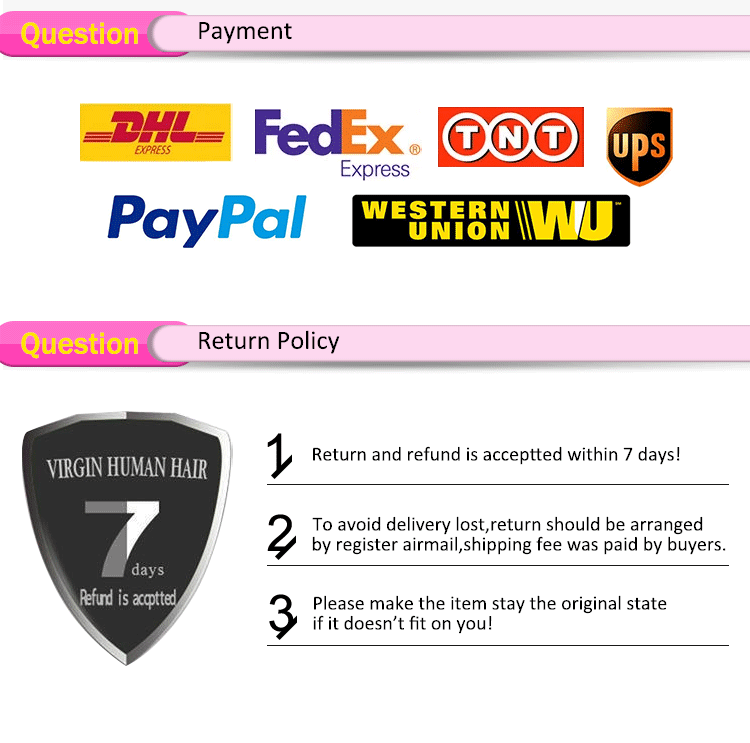 Question Payment
DHL
EXPRESS
FedEx®
Express
TNT
UPS
PayPal
WESTERN
UNION WU™
Question Return Policy
VIRGIN HUMAN HAIR
7
days
Refund is accptted
1 Return and refund is acceptted within 7 days!
2 To avoid delivery lost,return should be arranged
by register airmail,shipping fee was paid by buyers.
3 Please make the item stay the original state
if it doesn't fit on you!